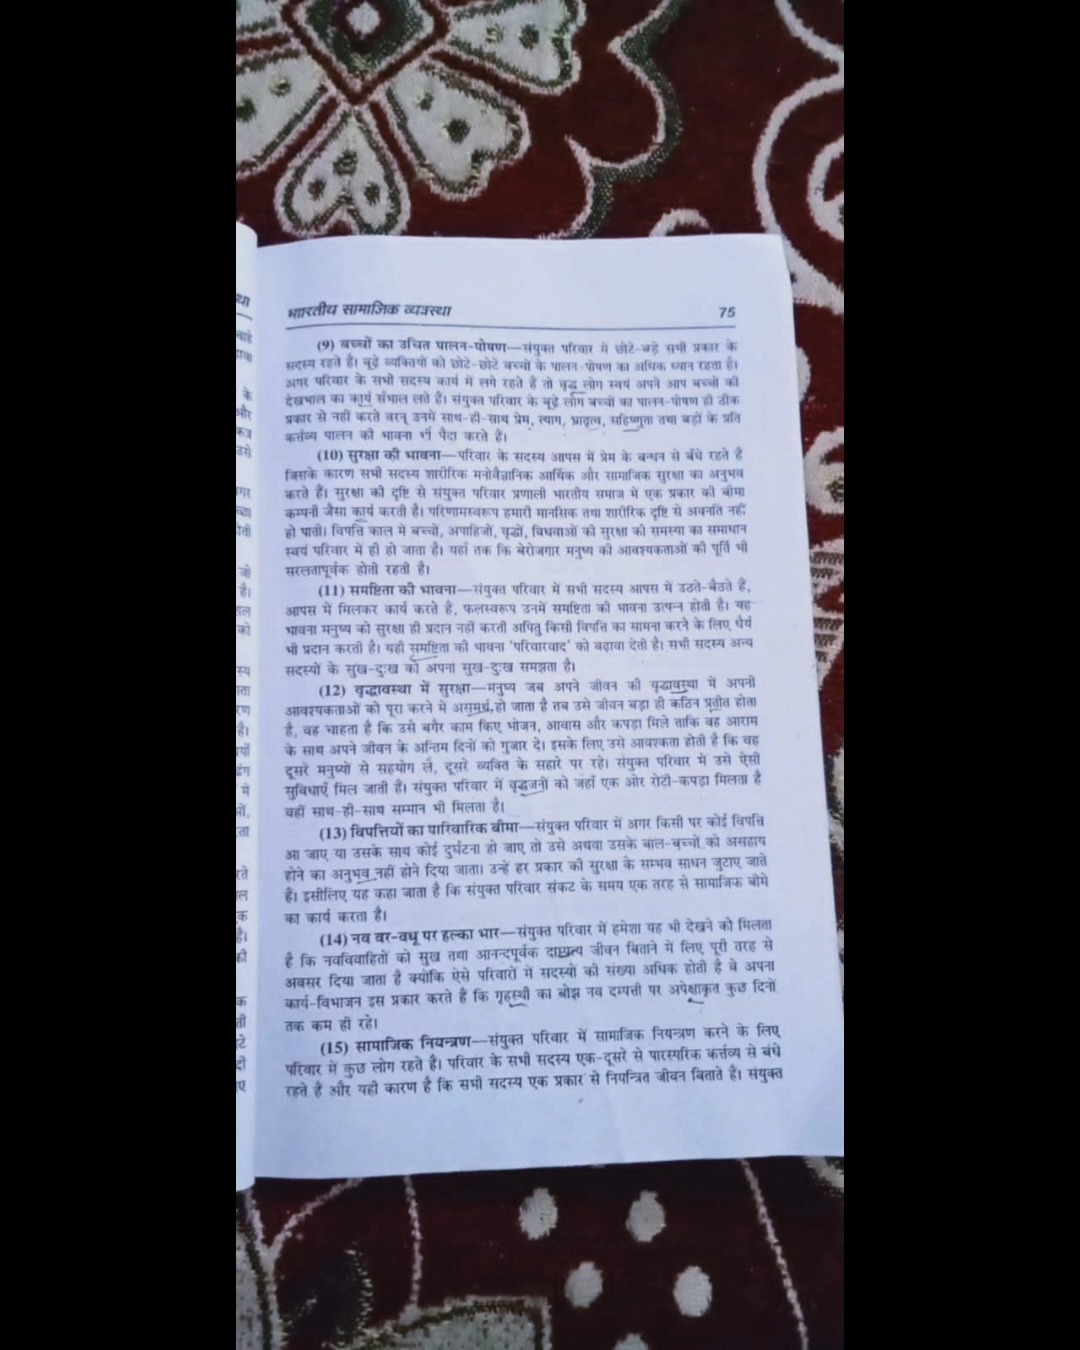 भारतीय सामाजिक व्यवस्था 75
(9) बच्चों का उचित पालन-पोषण—संयुक्त परिवार में छोटे-बड़े सभी प्रकार के
सदस्य रहते हैं। बूढ़े व्यक्तियों को छोटे-छोटे बच्चों के पालन-पोषण का अधिक ध्यान रहता है।
अगर परिवार के सभी सदस्य कार्य में लगे रहते हैं तो वृद्ध लोग स्वयं अपने आप बच्चों की
देखभाल का कार्य संभाल लेते हैं। संयुक्त परिवार के बूढ़े लोग बच्चों का पालन-पोषण ही ठीक
प्रकार से नहीं करते वरन् उनमें साथ-ही-साथ प्रेम, त्याग, भ्रातृत्व, सहिष्णुता तथा बड़ों के प्रति
कर्त्तव्य पालन की भावना भी पैदा करते हैं।
(10) सुरक्षा की भावना—परिवार के सदस्य आपस में प्रेम के बन्धन से बँधे रहते हैं
जिसके कारण सभी सदस्य शारीरिक मनोवैज्ञानिक आर्थिक और सामाजिक सुरक्षा का अनुभव
करते हैं। सुरक्षा की दृष्टि से संयुक्त परिवार प्रणाली भारतीय समाज में एक प्रकार की बीमा
कम्पनी जैसा कार्य करती है। परिणामस्वरूप हमारी मानसिक तथा शारीरिक दृष्टि से अवनति नहीं
हो पाती। विपत्ति काल में बच्चों, अपाहिजों, वृद्धों, विधवाओं की सुरक्षा की समस्या का समाधान
स्वयं परिवार में ही हो जाता है। यहाँ तक कि बेरोजगार मनुष्य की आवश्यकताओं की पूर्ति भी
सरलतापूर्वक होती रहती है।
(11) समष्टिता की भावना—संयुक्त परिवार में सभी सदस्य आपस में उठते-बैठते हैं,
आपस में मिलकर कार्य करते हैं, फलस्वरूप उनमें समष्टिता की भावना उत्पन्न होती है। यह
भावना मनुष्य को सुरक्षा ही प्रदान नहीं करती अपितु किसी विपत्ति का सामना करने के लिए धैर्य
भी प्रदान करती है। यही समष्टिता की भावना 'परिवारवाद' को बढ़ावा देती है। सभी सदस्य अन्य
सदस्यों के सुख-दुःख को अपना सुख-दुःख समझता है।
(12) वृद्धावस्था में सुरक्षा—मनुष्य जब अपने जीवन की वृद्धावस्था में अपनी
आवश्यकताओं को पूरा करने में असमर्थ हो जाता है तब उसे जीवन बड़ा ही कठिन प्रतीत होता
है, वह चाहता है कि उसे बगैर काम किए भोजन, आवास और कपड़ा मिले ताकि वह आराम
के साथ अपने जीवन के अन्तिम दिनों को गुजार दे। इसके लिए उसे आवश्कता होती है कि वह
दूसरे मनुष्यों से सहयोग ले, दूसरे व्यक्ति के सहारे पर रहे। संयुक्त परिवार में उसे ऐसी
सुविधाएँ मिल जाती हैं। संयुक्त परिवार में वृद्धजनों को जहाँ एक ओर रोटी-कपड़ा मिलता है
वहीं साथ-ही-साथ सम्मान भी मिलता है।
(13) विपत्तियों का पारिवारिक बीमा—संयुक्त परिवार में अगर किसी पर कोई विपत्ति
आ जाए या उसके साथ कोई दुर्घटना हो जाए तो उसे अथवा उसके बाल-बच्चों को असहाय
होने का अनुभव नहीं होने दिया जाता। उन्हें हर प्रकार की सुरक्षा के सम्भव साधन जुटाए जाते
हैं। इसीलिए यह कहा जाता है कि संयुक्त परिवार संकट के समय एक तरह से सामाजिक बीमे
का कार्य करता है।
(14) नव वर-वधू पर हल्का भार—संयुक्त परिवार में हमेशा यह भी देखने को मिलता
है कि नवविवाहितों को सुख तथा आनन्दपूर्वक दाम्पत्य जीवन बिताने में लिए पूरी तरह से
अवसर दिया जाता है क्योंकि ऐसे परिवारों में सदस्यों की संख्या अधिक होती है वे अपना
कार्य-विभाजन इस प्रकार करते हैं कि गृहस्थी का बोझ नव दम्पत्ती पर अपेक्षाकृत कुछ दिनों
तक कम ही रहे।
(15) सामाजिक नियन्त्रण—संयुक्त परिवार में सामाजिक नियन्त्रण करने के लिए
परिवार में कुछ लोग रहते हैं। परिवार के सभी सदस्य एक-दूसरे से पारस्परिक कर्त्तव्य से बंधे
रहते हैं और यही कारण है कि सभी सदस्य एक प्रकार से नियन्त्रित जीवन बिताते हैं। संयुक्त